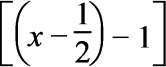 [(x − 1/2) − 1]